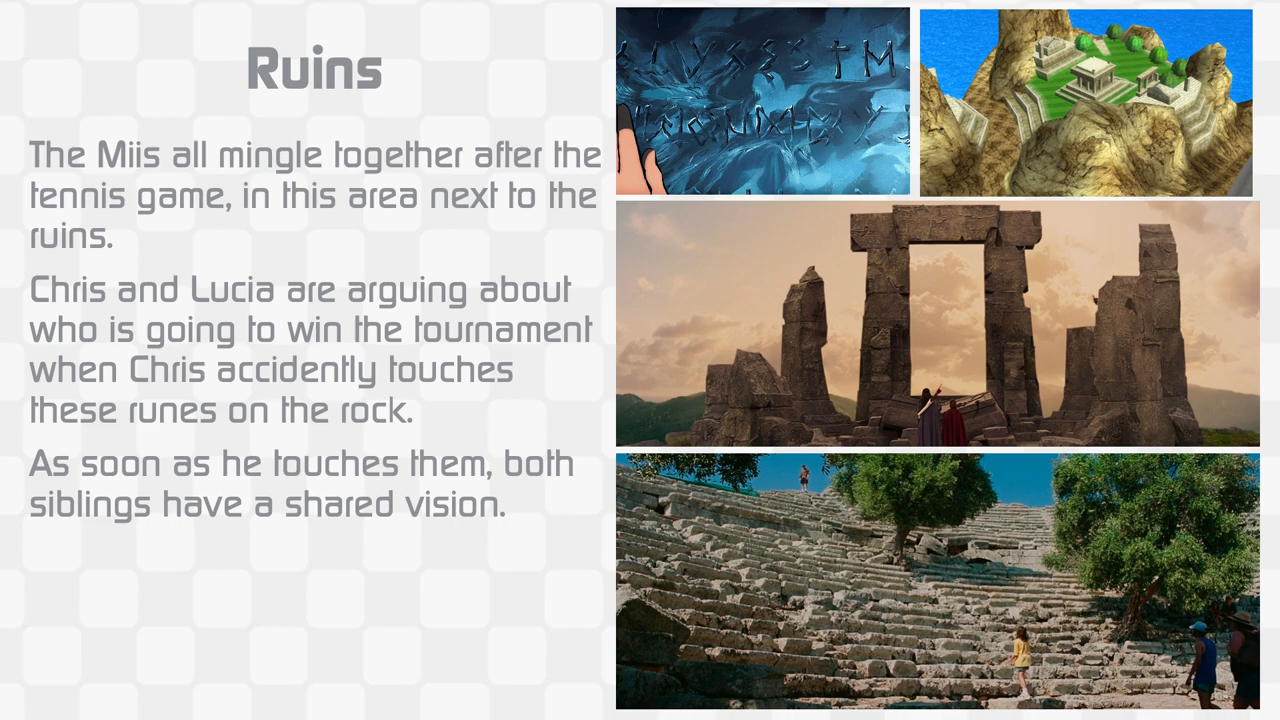 Ruins
The Miis all mingle together after the
tennis game, in this area next to the
ruins.
Chris and Lucia are arguing about
who is going to win the tournament
when Chris accidently touches
these runes on the rock.
As soon as he touches them, both
siblings have a shared vision.